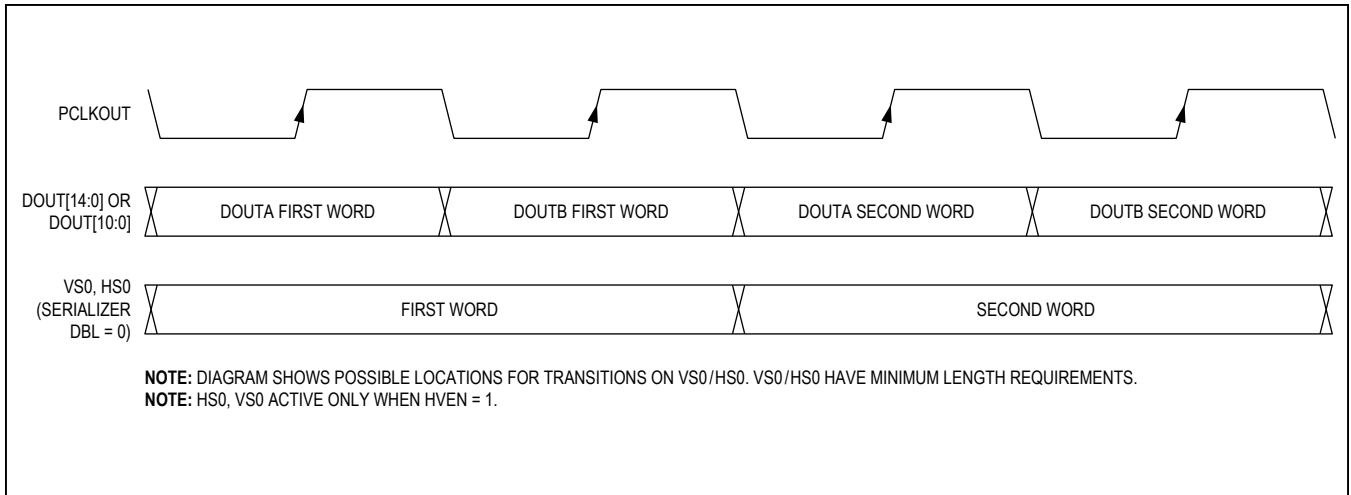 PCLKOUT
DOUT[14:0] OR
DOUT[10:0]
DOUTA FIRST WORD
DOUTB FIRST WORD
DOUTA SECOND WORD
DOUTB SECOND WORD
VS0, HS0
(SERIALIZER
DBL = 0)
FIRST WORD
SECOND WORD
NOTE: DIAGRAM SHOWS POSSIBLE LOCATIONS FOR TRANSITIONS ON VS0/HS0. VS0/HS0 HAVE MINIMUM LENGTH REQUIREMENTS.
NOTE: HS0, VS0 ACTIVE ONLY WHEN HVEN = 1.